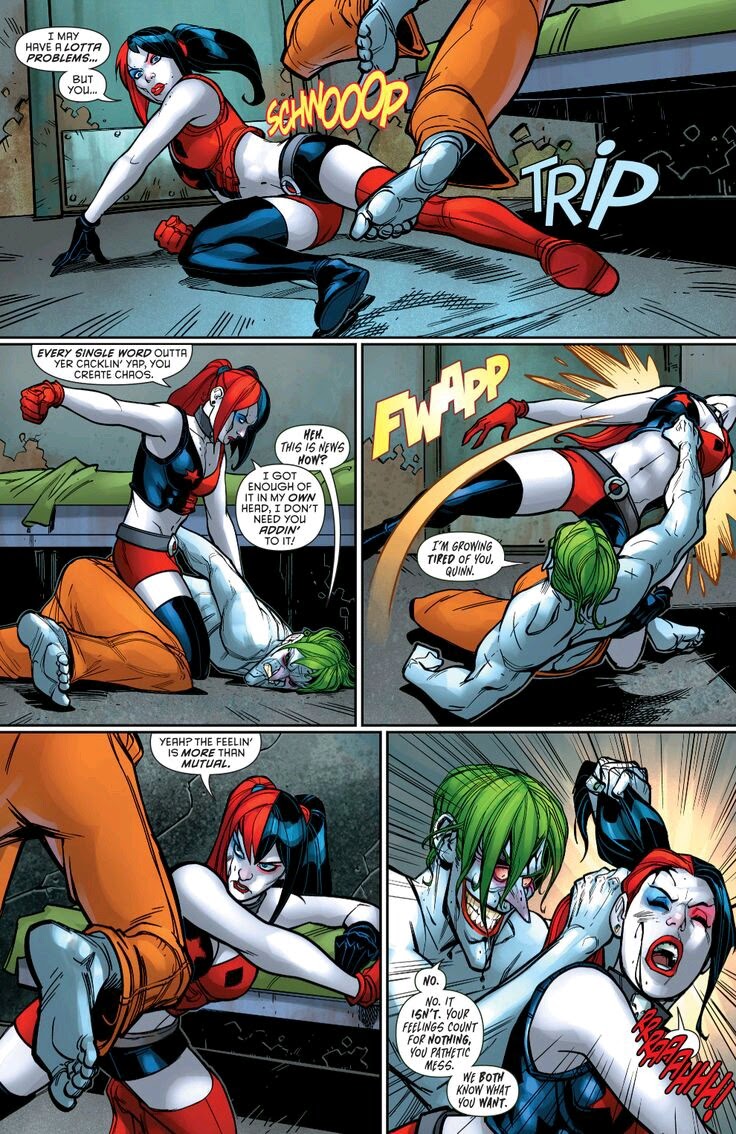 I MAY
HAVE A LOTTA
PROBLEMS...
BUT
YOU...
SCHWOOOP
TRIP
EVERY SINGLE WORD OUTTA
YER CACKLIN' YAP, YOU
CREATE CHAOS.
HEH.
THIS IS NEWS
HOW?
I GOT
ENOUGH OF
IT IN MY OWN
HEAD, I DON'T
NEED YOU
ADDIN'
TO IT!
FWAPP
I'M GROWING
TIRED OF YOU,
QUINN.
YEAH? THE FEELIN'
IS MORE THAN
MUTUAL.
NO.
NO. IT
ISN'T. YOUR
FEELINGS COUNT
FOR NOTHING,
YOU PATHETIC
MESS.
WE BOTH
KNOW WHAT
YOU WANT.
RRRAAAAHHH!